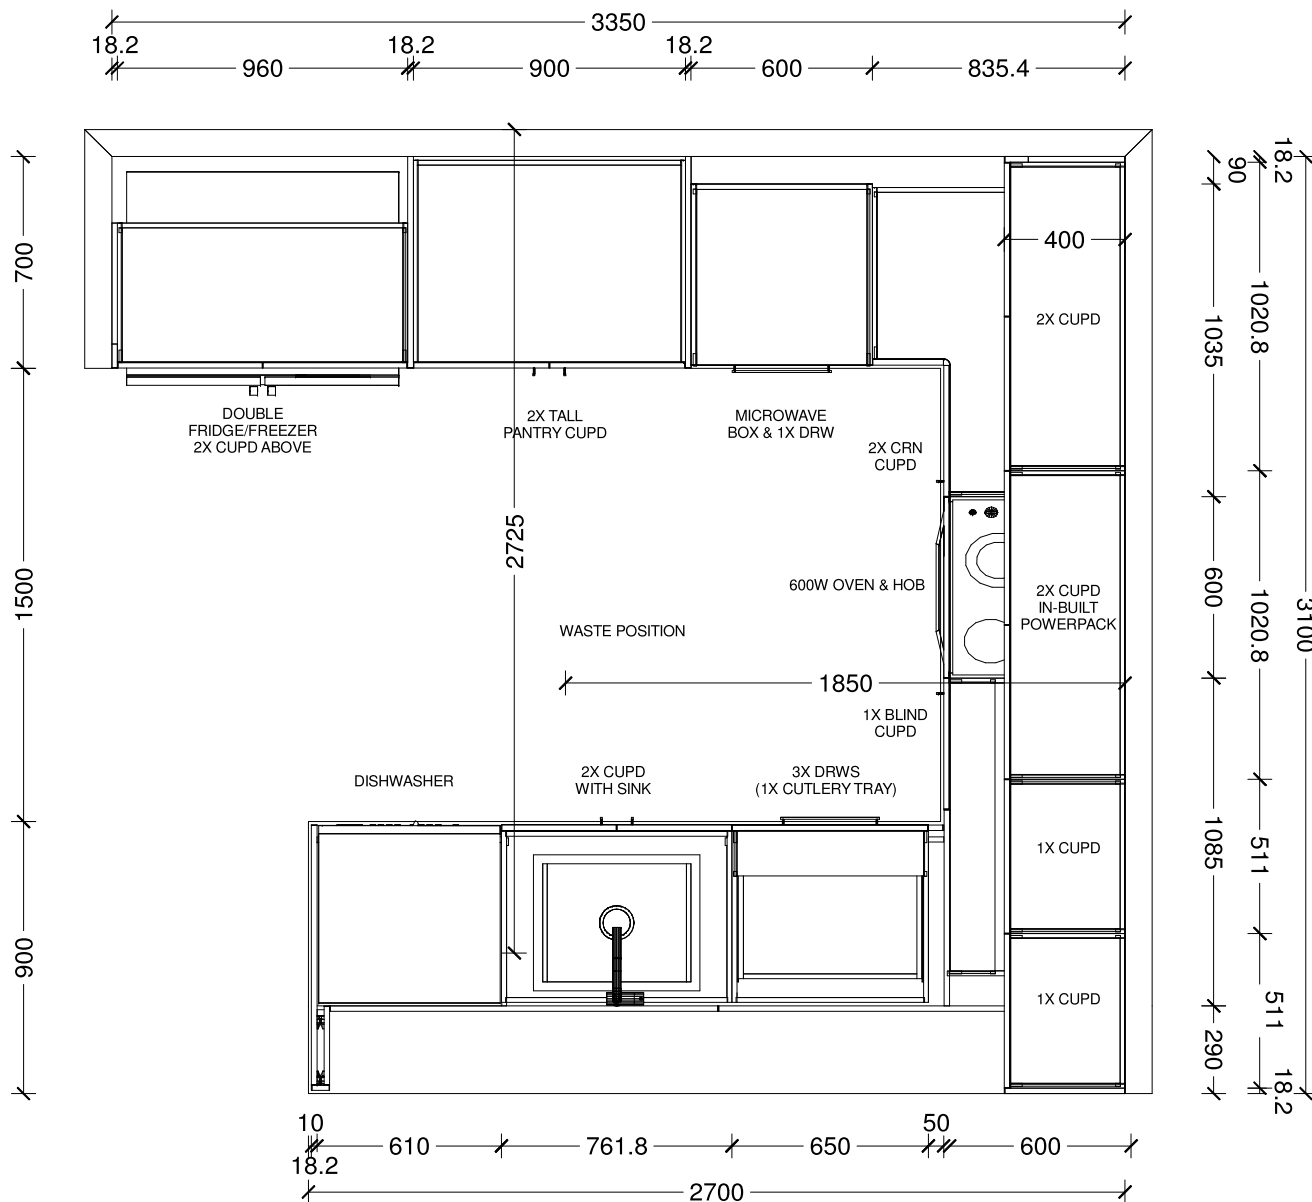 3350
18.2
18.2
18.2
960
900
600
835.4
700
1500
900
2725
400
2X CUPD
DOUBLE
FRIDGE/FREEZER
2X CUPD ABOVE
2X TALL
PANTRY CUPD
MICROWAVE
BOX & 1X DRW
2X CRN
CUPD
600W OVEN & HOB
2X CUPD
IN-BUILT
POWERPACK
WASTE POSITION
1850
1X BLIND
CUPD
DISHWASHER
2X CUPD
WITH SINK
3X DRWS
(1X CUTLERY TRAY)
1X CUPD
1X CUPD
90
1035
600
1085
290
18.2
1020.8
1020.8
511
511
18.2
3100
10
18.2
610
761.8
650
50
600
2700